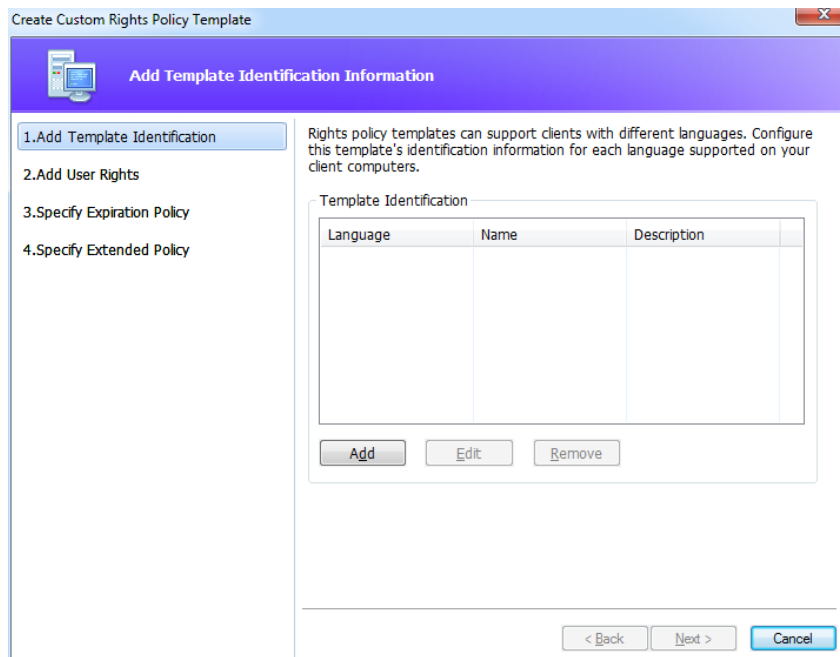 Create Custom Rights Policy Template
X
Add Template Identification Information
1.Add Template Identification
2.Add User Rights
3.Specify Expiration Policy
4.Specify Extended Policy
Rights policy templates can support clients with different languages. Configure
this template's identification information for each language supported on your
client computers.
Template Identification
Language Name Description
Add Edit Remove
< Back Next > Cancel